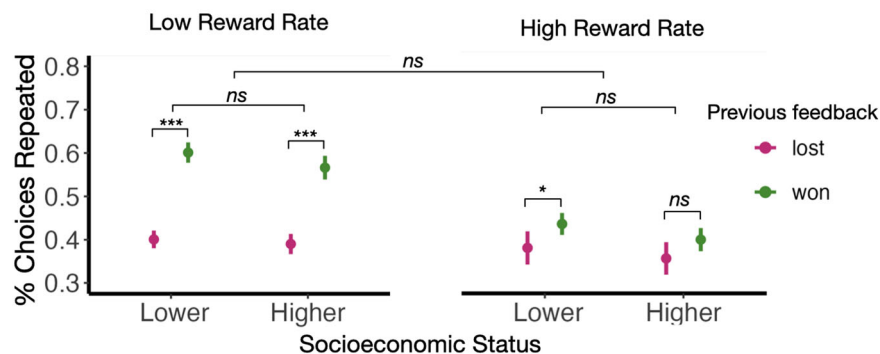 Low Reward Rate
High Reward Rate
% Choices Repeated
0.8
0.7
0.6
0.5
0.4
0.3
ns
ns
***
***
ns
*
ns
Previous feedback
lost
won
Lower
Higher
Lower
Higher
Socioeconomic Status